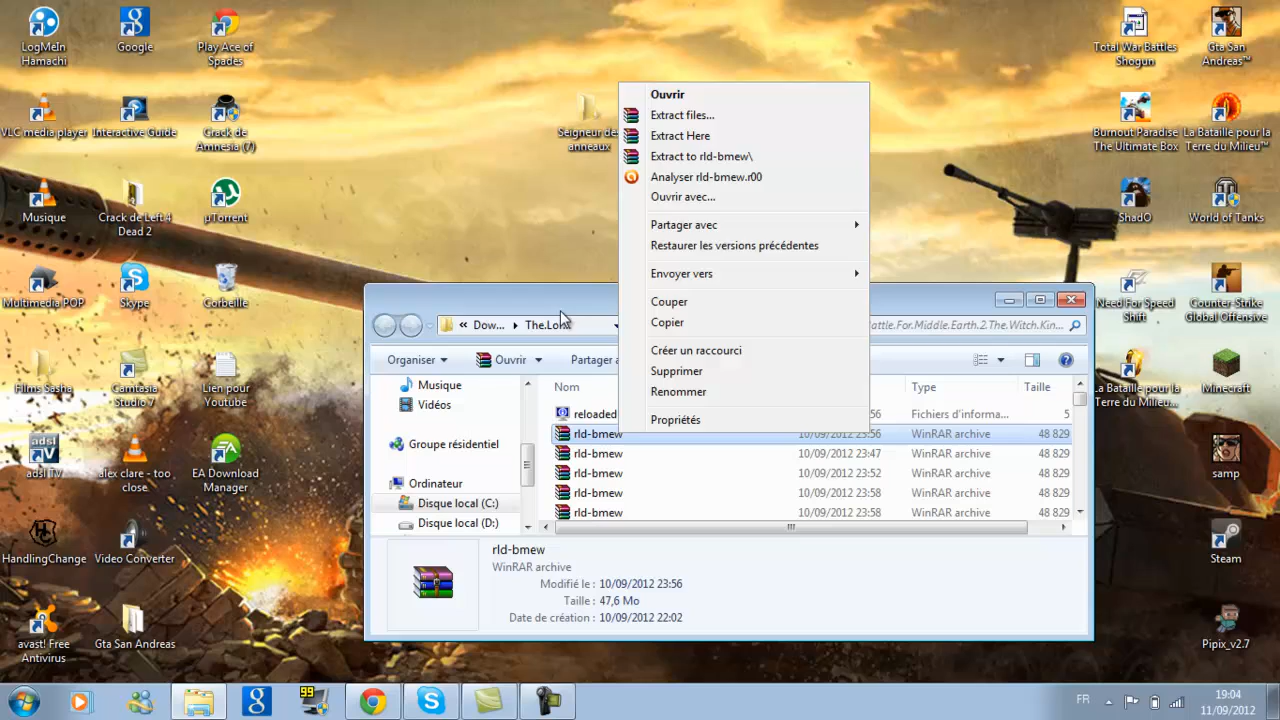 LogMeIn
Hamachi
Google
Play Ace of
Spades
VLC media player
Interactive Guide
Crack de
Amnesia (7)
Musique
Crack de Left 4
Dead 2
µTorrent
Multimedia POP
Skype
Corbeille
Films Sasha
Camtasia
Studio 7
Lien pour
Youtube
adsl TV
alex clare - too
close
EA Download
Manager
HandlingChange
Video Converter
avast! Free
Antivirus
Gta San Andreas
Seigneur de
anneaux
Total War Battles
Shogun
Gta San
Andreas™
Burnout Paradise
The Ultimate Box
La Bataille pour la
Terre du Milieu™
ShadO
World of Tanks
Need For Speed
Shift
Counter-Strike
Global Offensive
La Bataille pour la
Terre du Milieu...
Minecraft
samp
Steam
Pipix_v2.7
Ouvrir
Extract files...
Extract Here
Extract to rld-bmew\
Analyser rld-bmew.r00
Ouvrir avec...
Partager avec
Restaurer les versions précédentes
Envoyer vers
Couper
Copier
Créer un raccourci
Supprimer
Renommer
Propriétés
« Dow... The.Lord
attle.For.Middle.Earth.2.The.Witch.Kin...
Organiser Ouvrir Partager a
Musique
Vidéos
Groupe résidentiel
Ordinateur
Disque local (C:)
Disque local (D:)
Nom Type Taille
reloaded 56 Fichiers d'informa... 5
rld-bmew 10/09/2012 23:56 WinRAR archive 48 829
rld-bmew 10/09/2012 23:47 WinRAR archive 48 829
rld-bmew 10/09/2012 23:52 WinRAR archive 48 829
rld-bmew 10/09/2012 23:58 WinRAR archive 48 829
rld-bmew 10/09/2012 23:58 WinRAR archive 48 829
rld-bmew
WinRAR archive
Modifié le : 10/09/2012 23:56
Taille : 47,6 Mo
Date de création : 10/09/2012 22:02
99
FR
19:04
11/09/2012